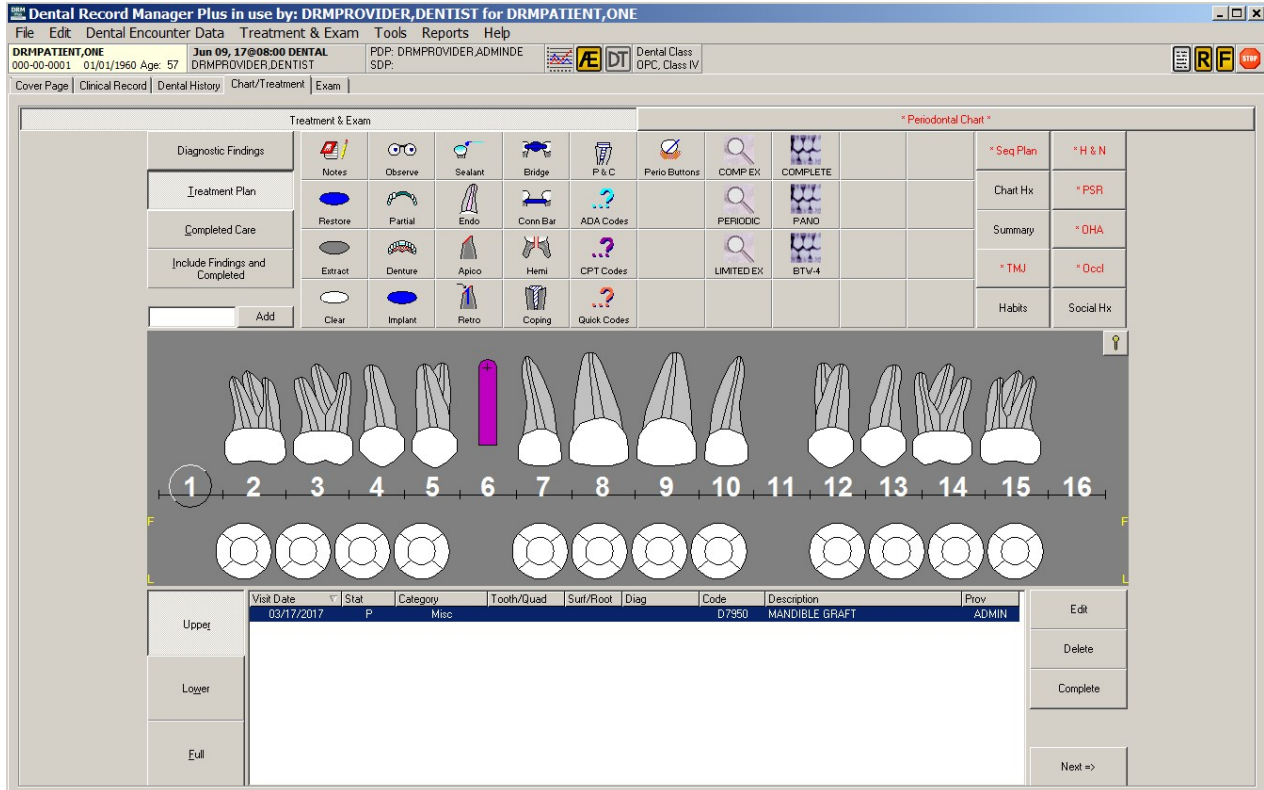 Dental Record Manager Plus in use by: DRMPROVIDER,DENTIST for DRMPATIENT,ONE
File Edit Dental Encounter Data Treatment & Exam Tools Reports Help
DRMPATIENT,ONE Jun 09, 17@08:00 DENTAL PDP: DRMPROVIDER,ADMINDE Dental Class
000-00-0001 01/01/1960 Age: 57 DRMPROVIDER,DENTIST SDP: Æ DT OPC, Class IV R F STOP
Cover Page Clinical Record Dental History Chart/Treatment Exam
Treatment & Exam * Periodontal Chart *
Diagnostic Findings
Treatment Plan
Completed Care
Include Findings and
Completed
Add
Notes Observe Sealant Bridge P & C Perio Buttons COMP EX COMPLETE
Restore Partial Endo Conn Bar ADA Codes PERIODIC PANO
Extract Denture Apico Hemi CPT Codes LIMITED EX BTW-4
Clear Implant Retro Coping Quick Codes
* Seq Plan * H & N
Chart Hx * PSR
Summary * OHA
* TMJ * Occl
Habits Social Hx
1 2 3 4 5 6 7 8 9 10 11 12 13 14 15 16
F F
L L
Upper
Lower
Full
Visit Date Stat Category Tooth/Quad Surf/Root Diag Code Description Prov
03/17/2017 P Misc D7950 MANDIBLE GRAFT ADMIN
Edit
Delete
Complete
Next =>